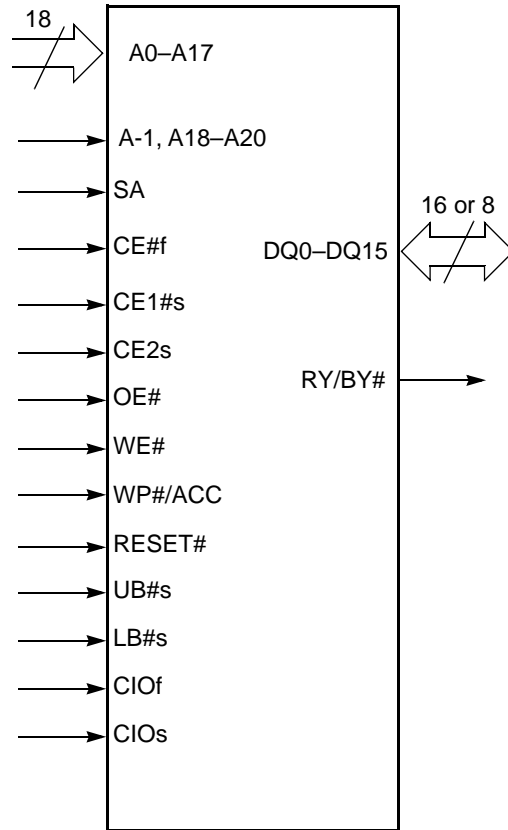 18
A0–A17
A-1, A18–A20
SA
16 or 8
CE#f
DQ0–DQ15
CE1#s
CE2s
RY/BY#
OE#
WE#
WP#/ACC
RESET#
UB#s
LB#s
CIOf
CIOs